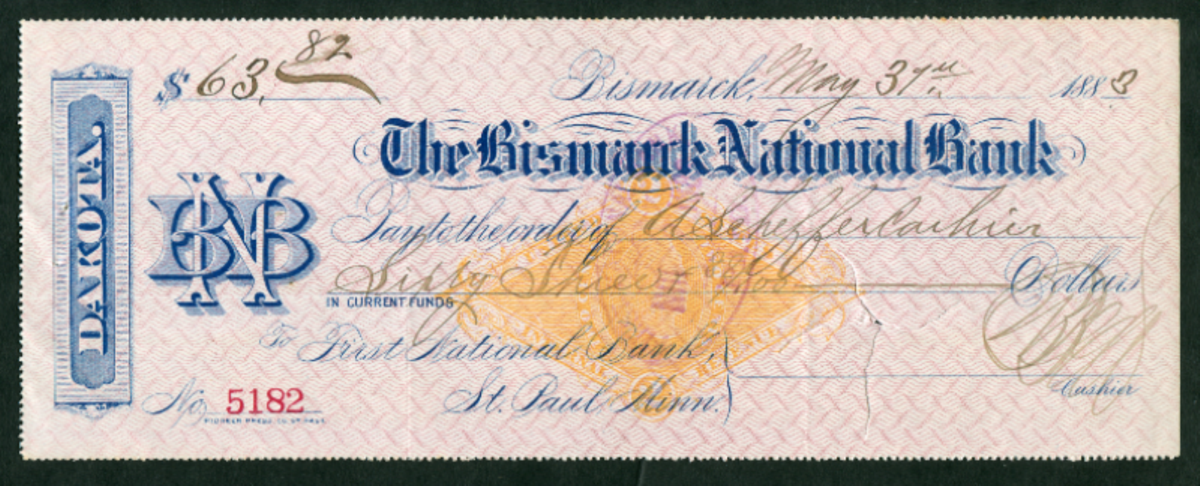 $ 63.82
Bismarck, May 31st 1883
DAKOTA.
The Bismarck National Bank
BNB
Pay to the order of A Scheffer Cashier
Sixty Three & 82/100 Dollars
IN CURRENT FUNDS
To First National Bank,
St. Paul Minn.
Cashier
No 5182